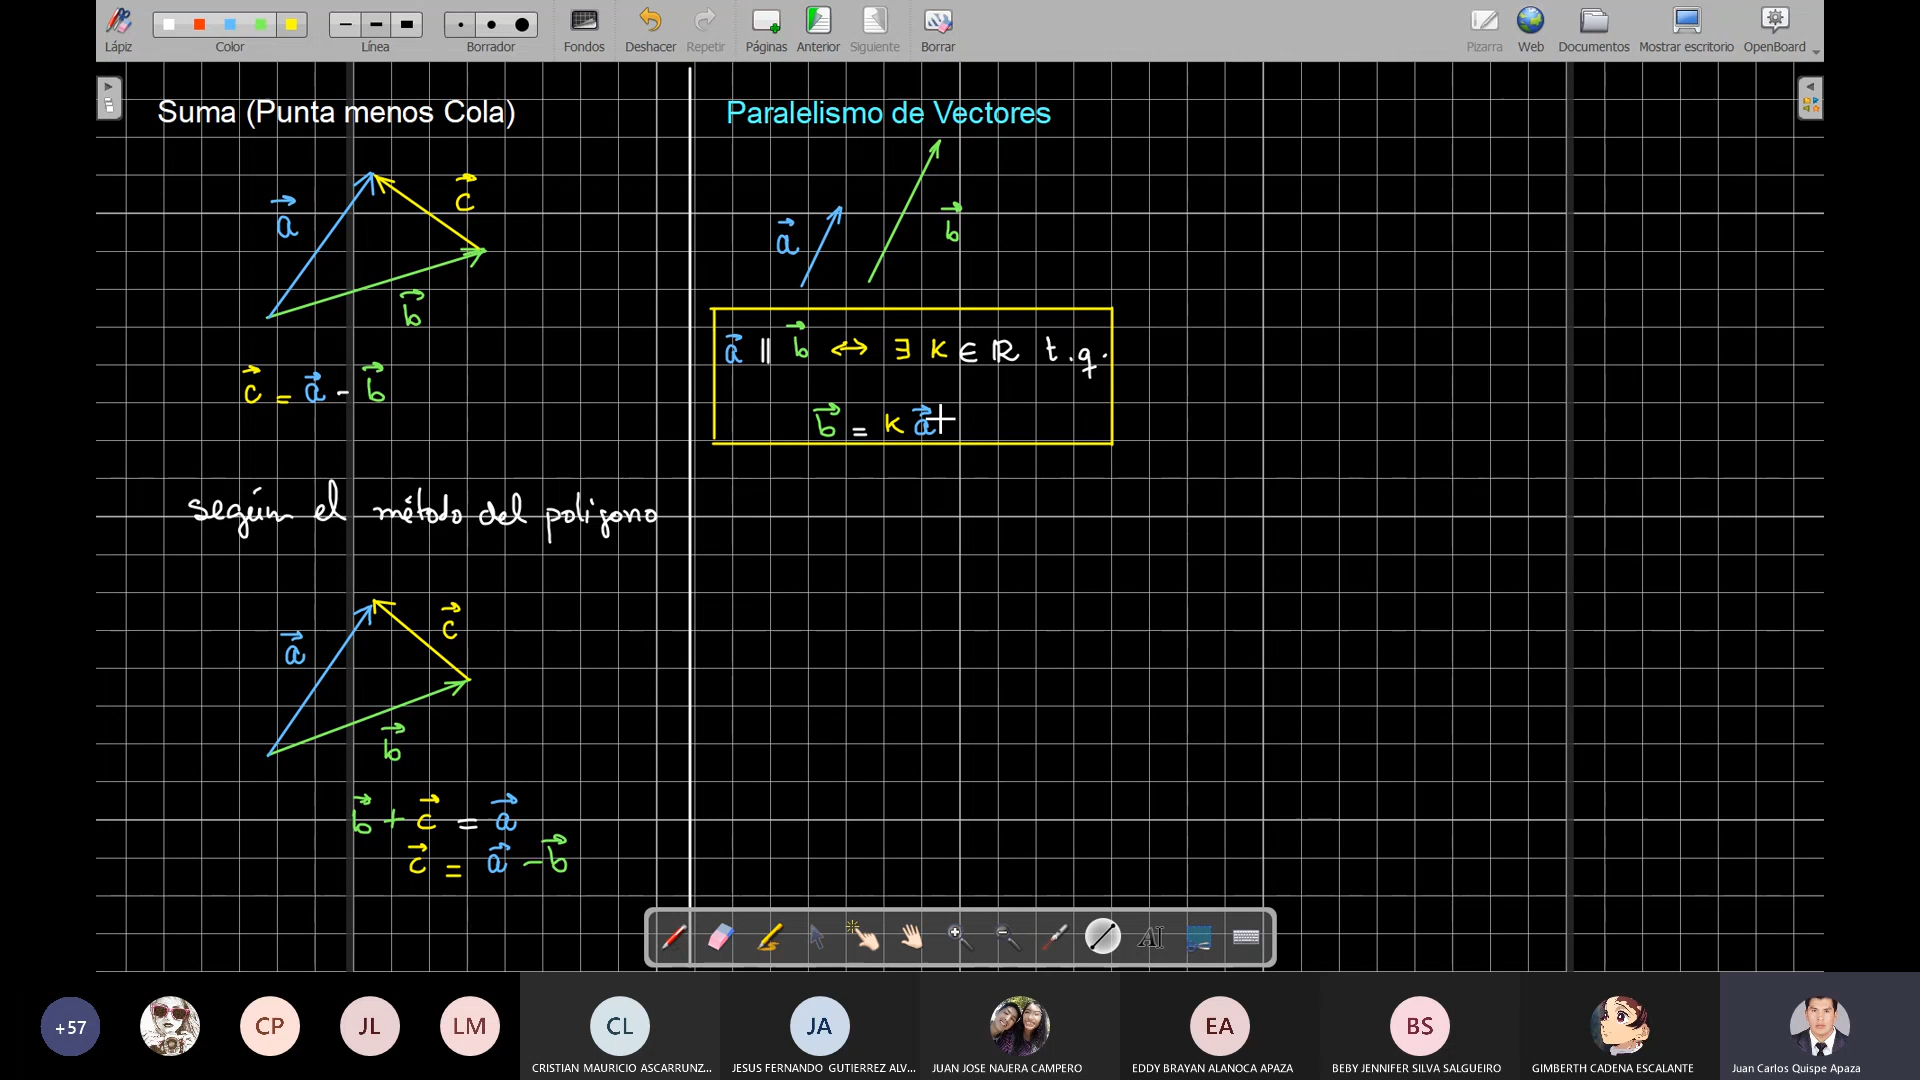 Lápiz Color Línea Borrador Fondos Deshacer Repetir Páginas Anterior Siguiente Borrar Pizarra Web Documentos Mostrar escritorio OpenBoard
Suma (Punta menos Cola)
a⃗
c⃗
b⃗
c⃗ = a⃗ - b⃗
según el método del polígono
a⃗
c⃗
b⃗
b⃗ + c⃗ = a⃗
c⃗ = a⃗ - b⃗
Paralelismo de Vectores
a⃗
b⃗
a⃗ ∥ b⃗ ↔ ∃ k ∈ ℝ t.q.
b⃗ = k a⃗
AI
+57 CP JL LM CL JA EA BS
CRISTIAN MAURICIO ASCARRUNZ... JESUS FERNANDO GUTIERREZ ALV... JUAN JOSE NAJERA CAMPERO EDDY BRAYAN ALANOCA APAZA BEBY JENNIFER SILVA SALGUEIRO GIMBERTH CADENA ESCALANTE Juan Carlos Quispe Apaza